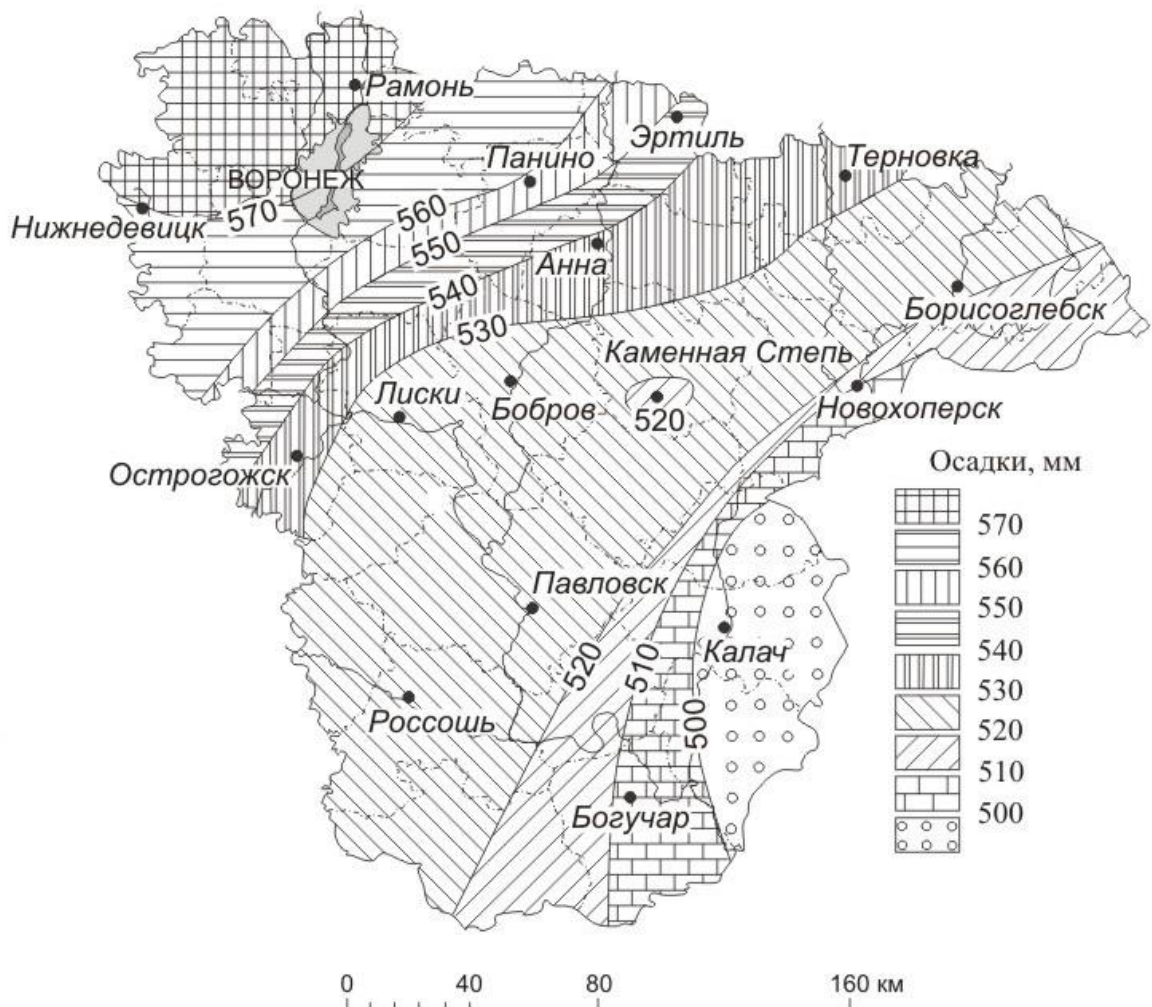 Рамонь
Эртиль
Панино
Терновка
ВОРОНЕЖ
Нижнедевицк
570
560
550
Анна
540
530
Борисоглебск
Каменная Степь
Лиски
Бобров
520
Новохоперск
Острогожск
Осадки, мм
570
560
550
540
530
520
510
500
Павловск
Калач
520
510
500
Россошь
Богучар
0 40 80 160 км